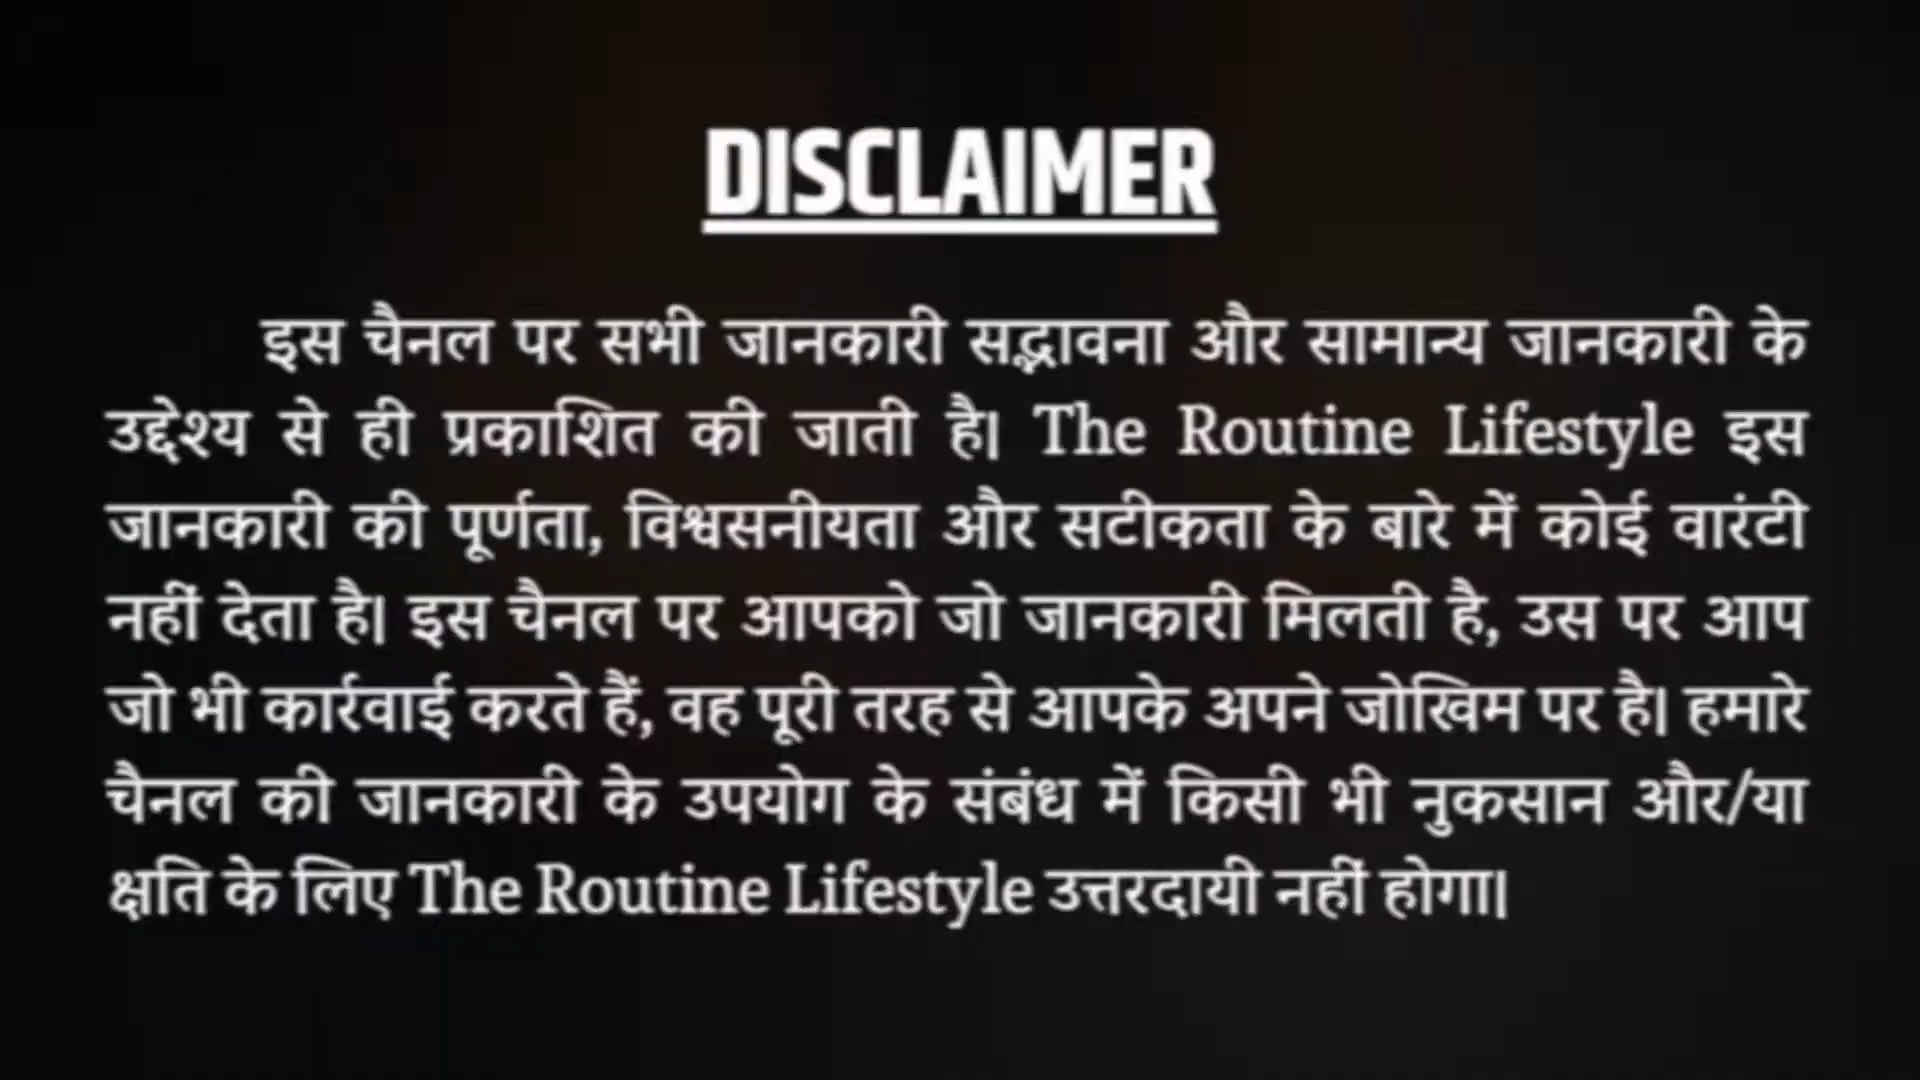 DISCLAIMER
इस चैनल पर सभी जानकारी सद्भावना और सामान्य जानकारी के
उद्देश्य से ही प्रकाशित की जाती है। The Routine Lifestyle इस
जानकारी की पूर्णता, विश्वसनीयता और सटीकता के बारे में कोई वारंटी
नहीं देता है। इस चैनल पर आपको जो जानकारी मिलती है, उस पर आप
जो भी कार्रवाई करते हैं, वह पूरी तरह से आपके अपने जोखिम पर है। हमारे
चैनल की जानकारी के उपयोग के संबंध में किसी भी नुकसान और/या
क्षति के लिए The Routine Lifestyle उत्तरदायी नहीं होगा।